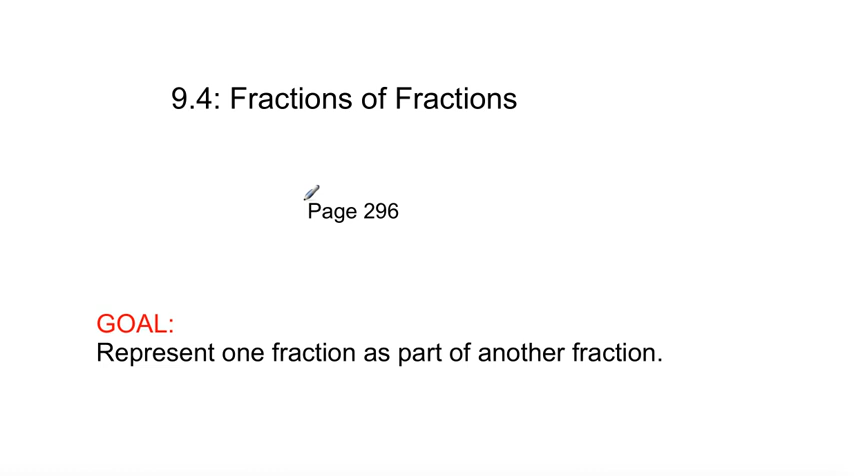 9.4: Fractions of Fractions
Page 296
GOAL:
Represent one fraction as part of another fraction.